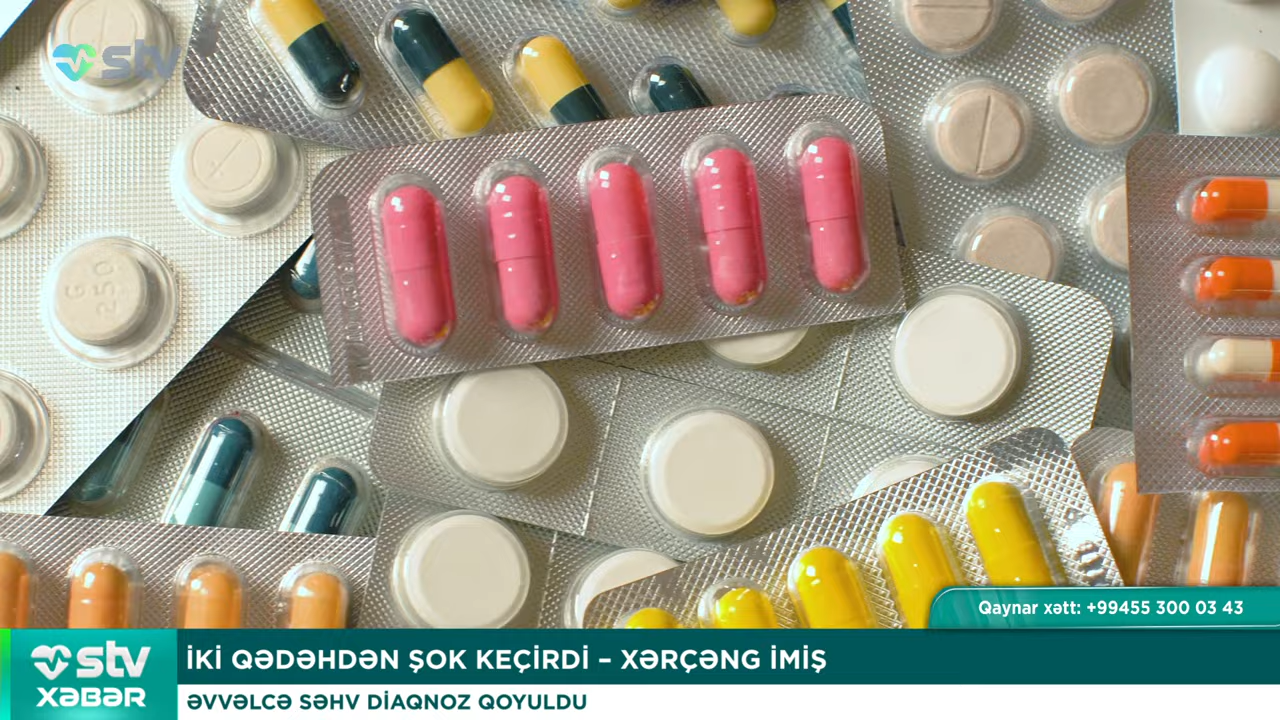 stv
G
250
Qaynar xətt: +99455 300 03 43
stv
XƏBƏR
İKİ QƏDƏHDƏN ŞOK KEÇİRDİ – XƏRÇƏNG İMİŞ
ƏVVƏLCƏ SƏHV DİAQNOZ QOYULDU